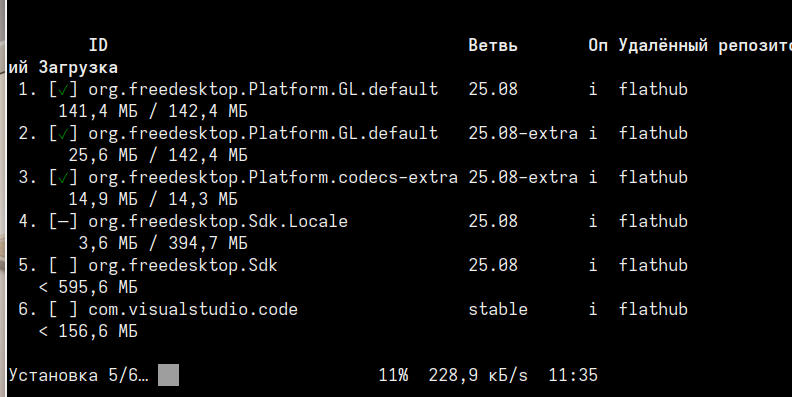 ID Ветвь Оп Удалённый репозито
ий Загрузка
1. [✓] org.freedesktop.Platform.GL.default 25.08 i flathub
141,4 МБ / 142,4 МБ
2. [✓] org.freedesktop.Platform.GL.default 25.08-extra i flathub
25,6 МБ / 142,4 МБ
3. [✓] org.freedesktop.Platform.codecs-extra 25.08-extra i flathub
14,9 МБ / 14,3 МБ
4. [—] org.freedesktop.Sdk.Locale 25.08 i flathub
3,6 МБ / 394,7 МБ
5. [ ] org.freedesktop.Sdk 25.08 i flathub
< 595,6 МБ
6. [ ] com.visualstudio.code stable i flathub
< 156,6 МБ
Установка 5/6… 11% 228,9 кБ/s 11:35